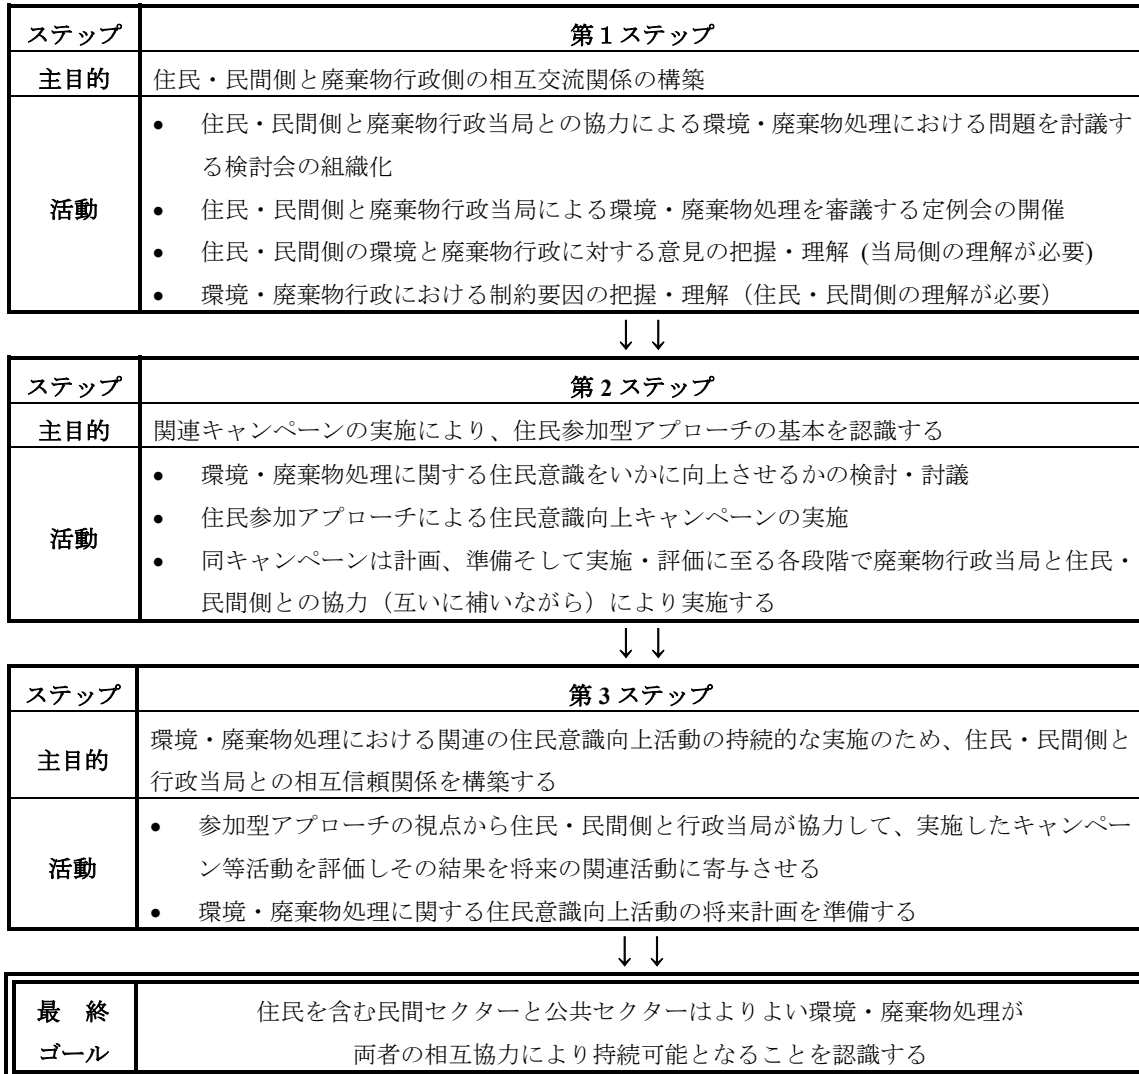 ステップ 第１ステップ
主目的 住民・民間側と廃棄物行政側の相互交流関係の構築
活動
• 住民・民間側と廃棄物行政当局との協力による環境・廃棄物処理における問題を討議す
る検討会の組織化
• 住民・民間側と廃棄物行政当局による環境・廃棄物処理を審議する定例会の開催
• 住民・民間側の環境と廃棄物行政に対する意見の把握・理解 (当局側の理解が必要)
• 環境・廃棄物行政における制約要因の把握・理解（住民・民間側の理解が必要）
↓ ↓
ステップ 第 2 ステップ
主目的 関連キャンペーンの実施により、住民参加型アプローチの基本を認識する
活動
• 環境・廃棄物処理に関する住民意識をいかに向上させるかの検討・討議
• 住民参加アプローチによる住民意識向上キャンペーンの実施
• 同キャンペーンは計画、準備そして実施・評価に至る各段階で廃棄物行政当局と住民・
民間側との協力（互いに補いながら）により実施する
↓ ↓
ステップ 第 3 ステップ
主目的
環境・廃棄物処理における関連の住民意識向上活動の持続的な実施のため、住民・民間側と
行政当局との相互信頼関係を構築する
活動
• 参加型アプローチの視点から住民・民間側と行政当局が協力して、実施したキャンペー
ン等活動を評価しその結果を将来の関連活動に寄与させる
• 環境・廃棄物処理に関する住民意識向上活動の将来計画を準備する
↓ ↓
最　終
ゴール
住民を含む民間セクターと公共セクターはよりよい環境・廃棄物処理が
両者の相互協力により持続可能となることを認識する